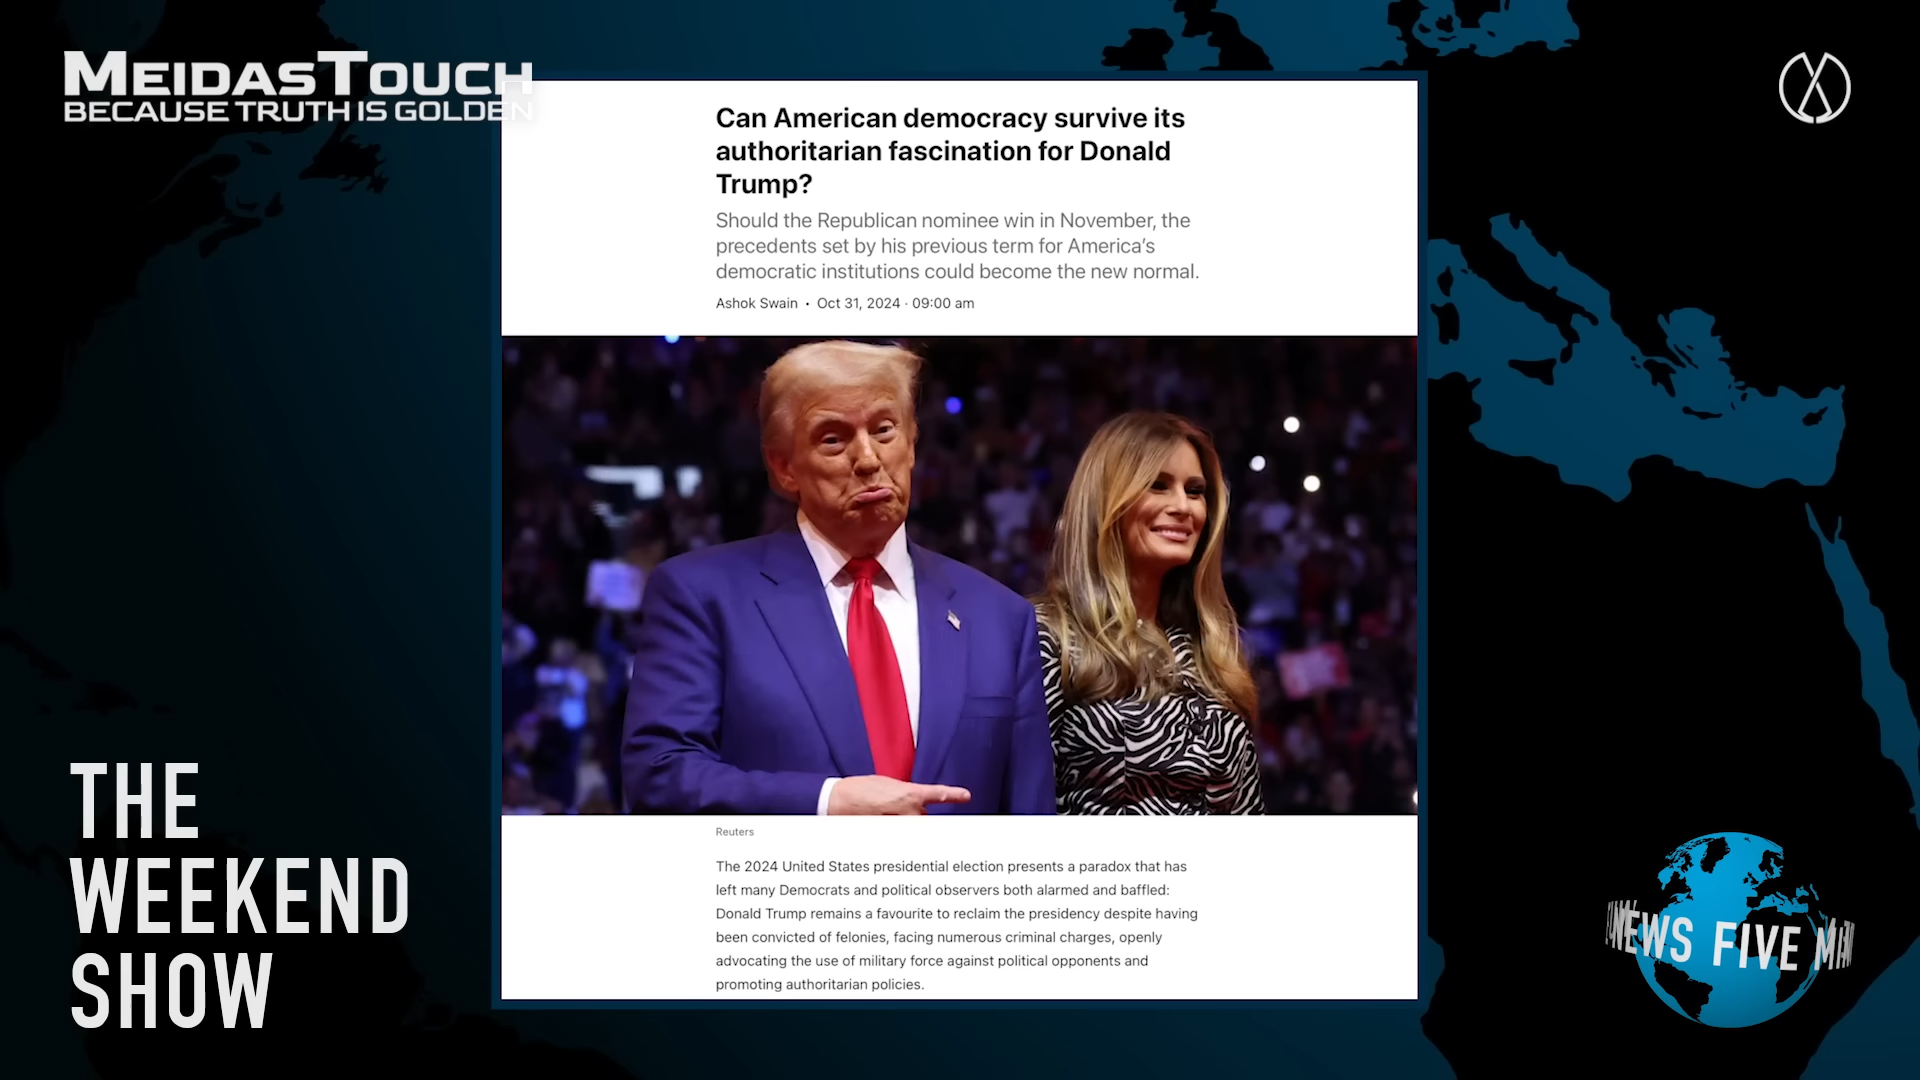 MEIDASTOUCH
BECAUSE TRUTH IS GOLDEN
Can American democracy survive its
authoritarian fascination for Donald
Trump?
Should the Republican nominee win in November, the
precedents set by his previous term for America's
democratic institutions could become the new normal.
Ashok Swain • Oct 31, 2024 · 09:00 am
Reuters
The 2024 United States presidential election presents a paradox that has
left many Democrats and political observers both alarmed and baffled:
Donald Trump remains a favourite to reclaim the presidency despite having
been convicted of felonies, facing numerous criminal charges, openly
advocating the use of military force against political opponents and
promoting authoritarian policies.
THE
WEEKEND
SHOW
NEWS FIVE